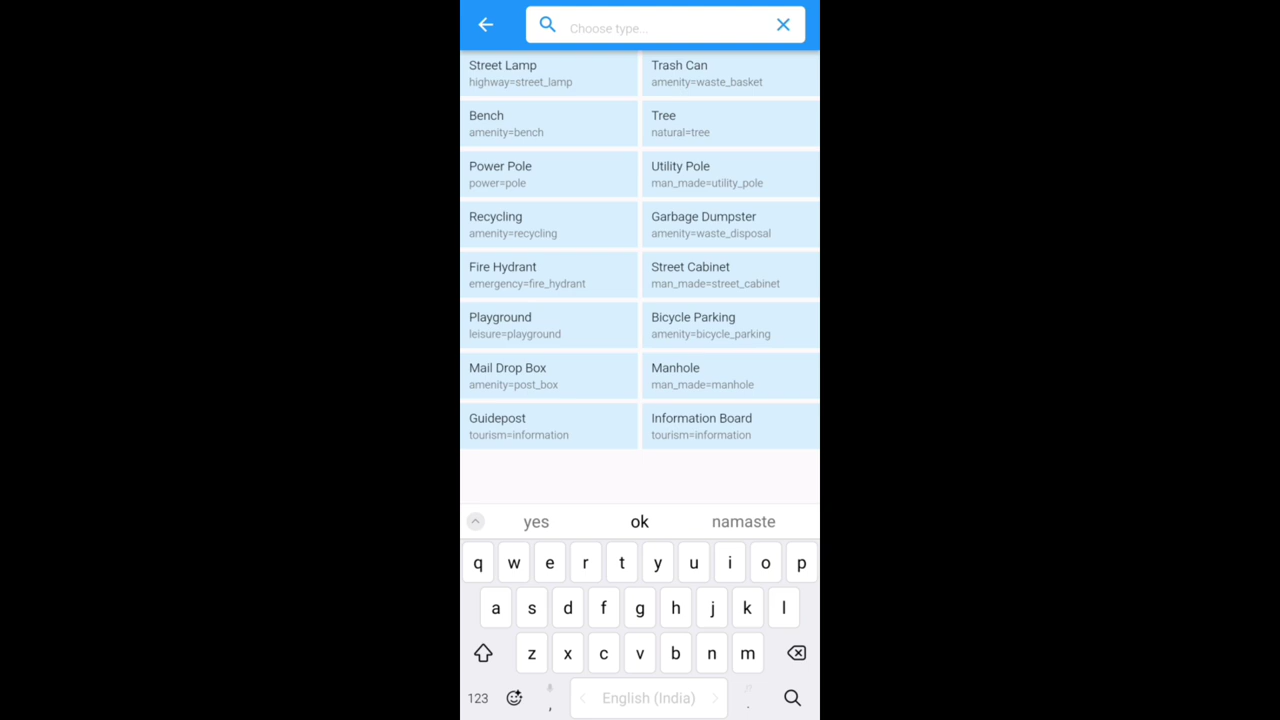 Choose type...
Street Lamp
highway=street_lamp
Trash Can
amenity=waste_basket
Bench
amenity=bench
Tree
natural=tree
Power Pole
power=pole
Utility Pole
man_made=utility_pole
Recycling
amenity=recycling
Garbage Dumpster
amenity=waste_disposal
Fire Hydrant
emergency=fire_hydrant
Street Cabinet
man_made=street_cabinet
Playground
leisure=playground
Bicycle Parking
amenity=bicycle_parking
Mail Drop Box
amenity=post_box
Manhole
man_made=manhole
Guidepost
tourism=information
Information Board
tourism=information
yes ok namaste
q w e r t y u i o p
a s d f g h j k l
z x c v b n m
123 , English (India) !? .